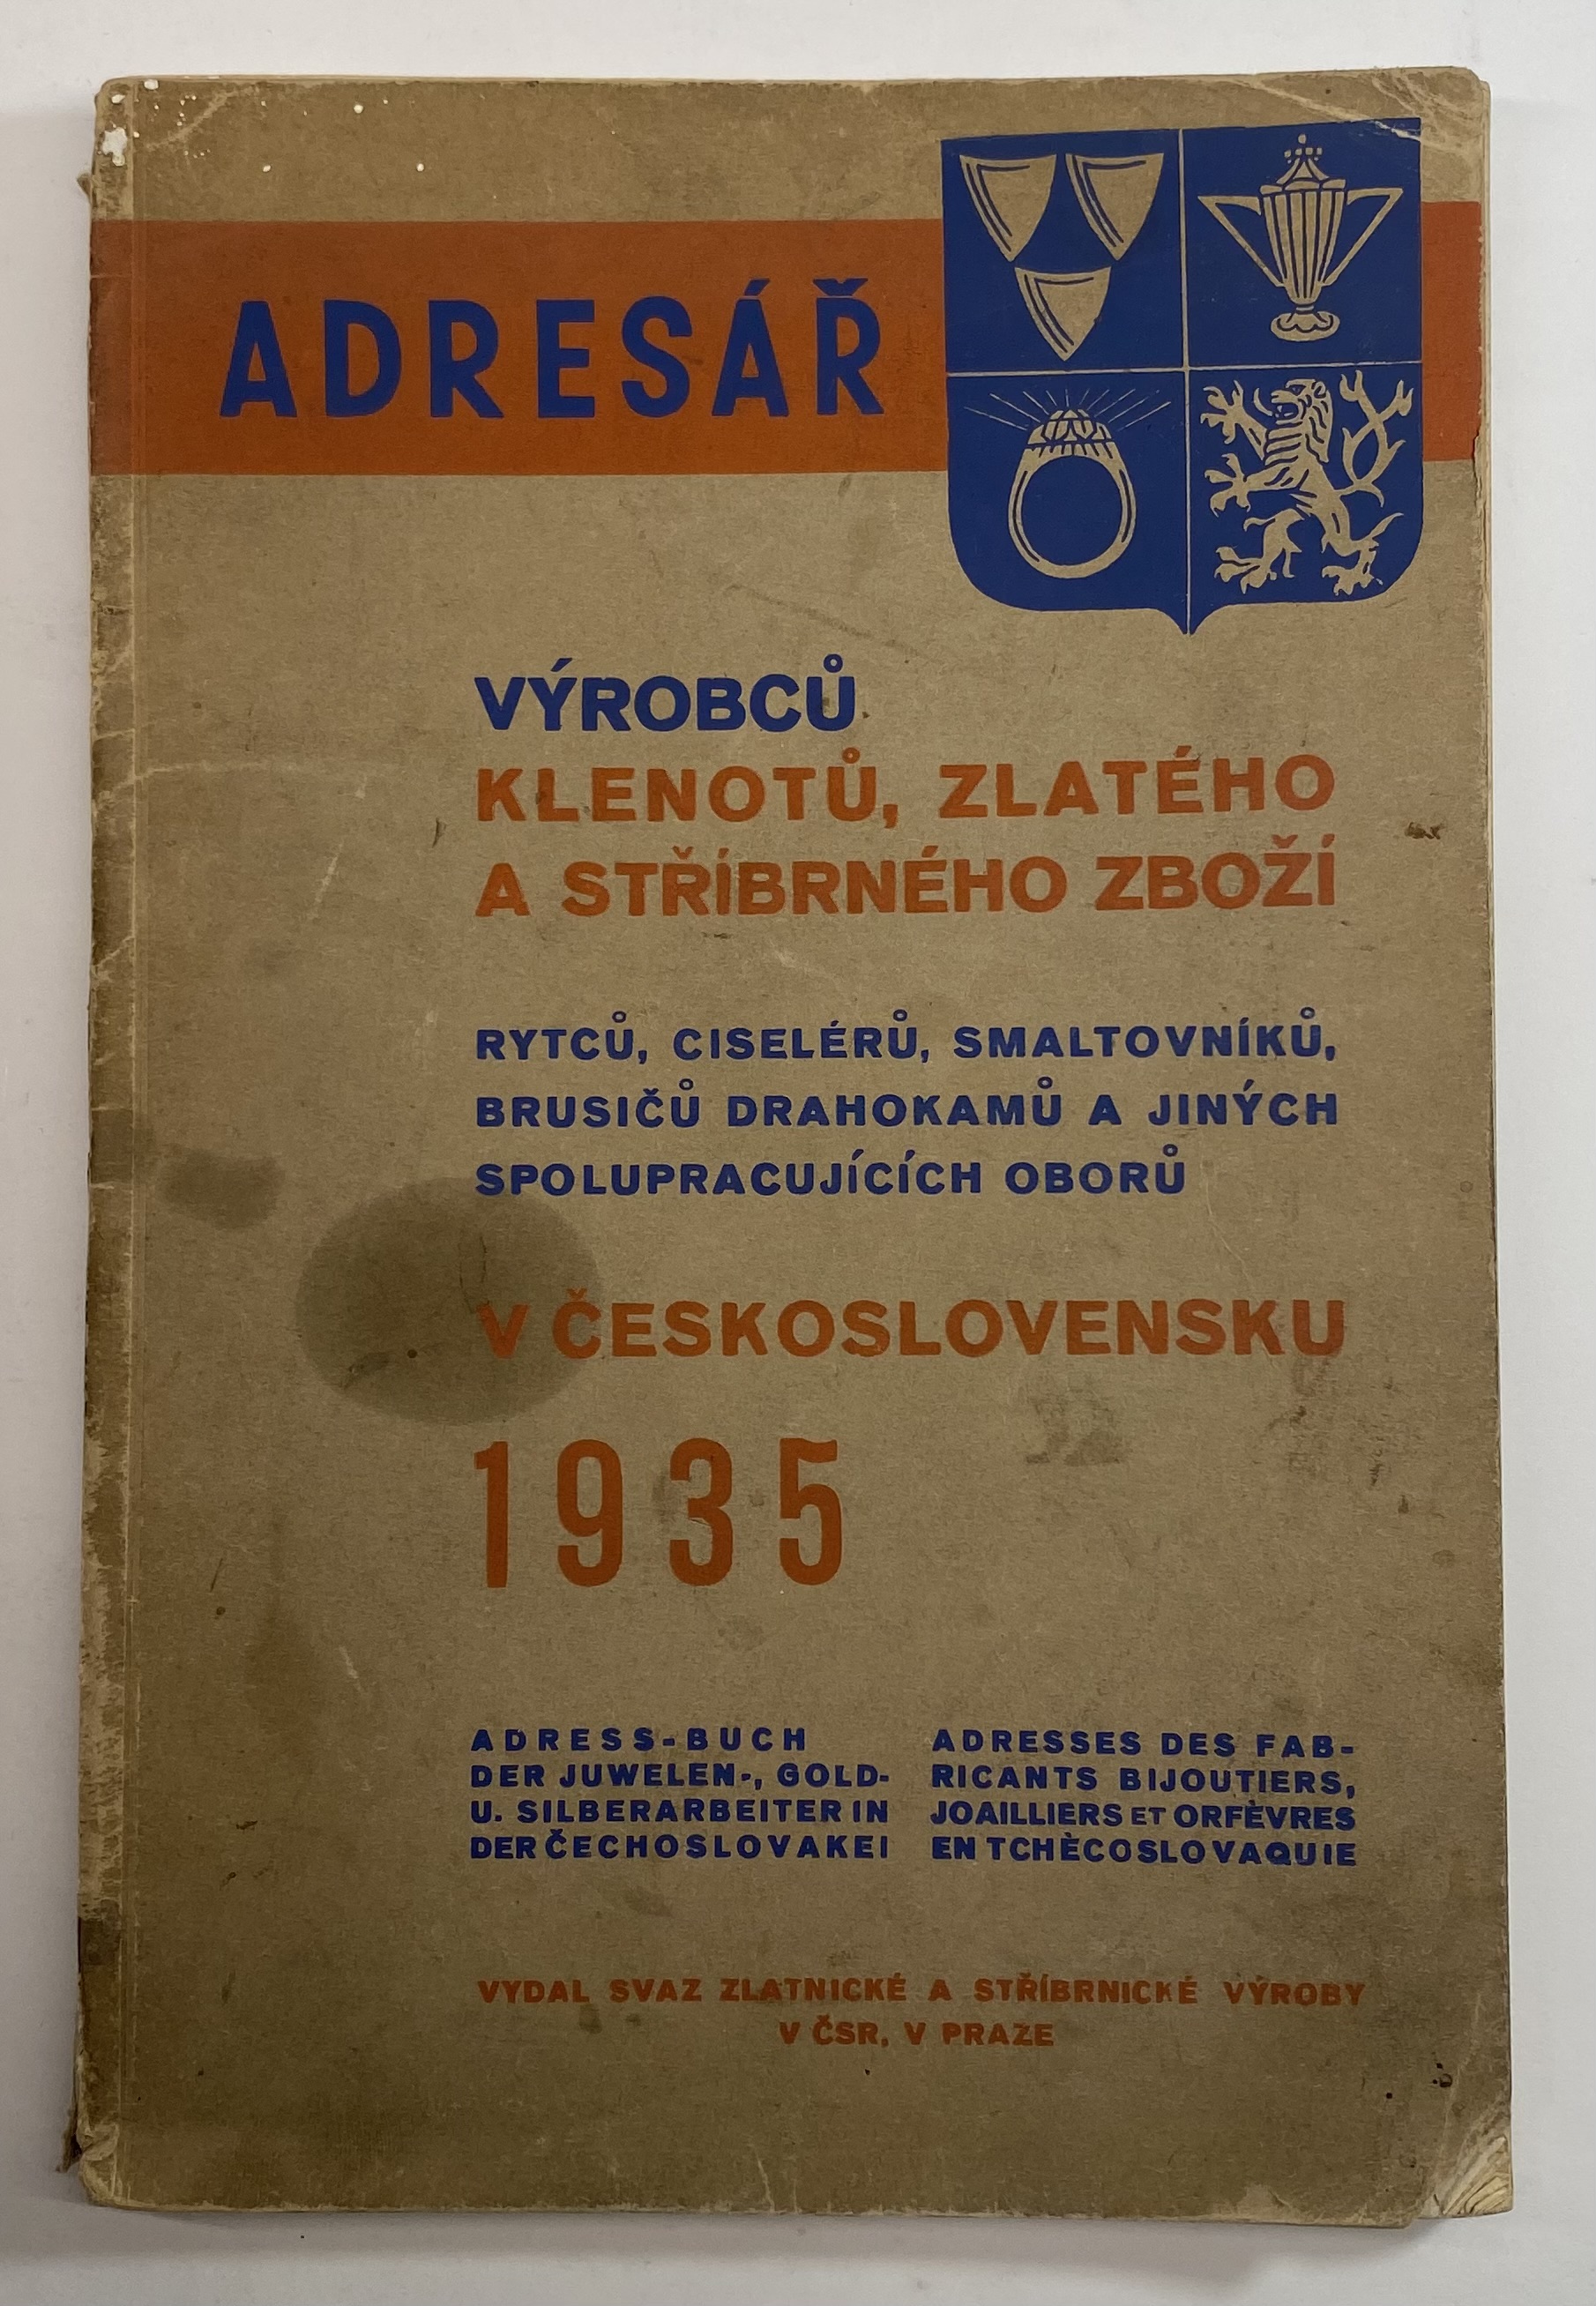 ADRESÁŘ
VÝROBCŮ
KLENOTŮ, ZLATÉHO
A STŘÍBRNÉHO ZBOŽÍ
RYTCŮ, CISELÉRŮ, SMALTOVNÍKŮ,
BRUSIČŮ DRAHOKAMŮ A JINÝCH
SPOLUPRACUJÍCÍCH OBORŮ
V ČESKOSLOVENSKU
1935
ADRESS-BUCH
DER JUWELEN-, GOLD-
U. SILBERARBEITER IN
DER ČECHOSLOVAKEI
ADRESSES DES FAB-
RICANTS BIJOUTIERS,
JOAILLIERS ET ORFÈVRES
EN TCHÈCOSLOVAQUIE
VYDAL SVAZ ZLATNICKÉ A STŘÍBRNICKÉ VÝROBY
V ČSR, V PRAZE